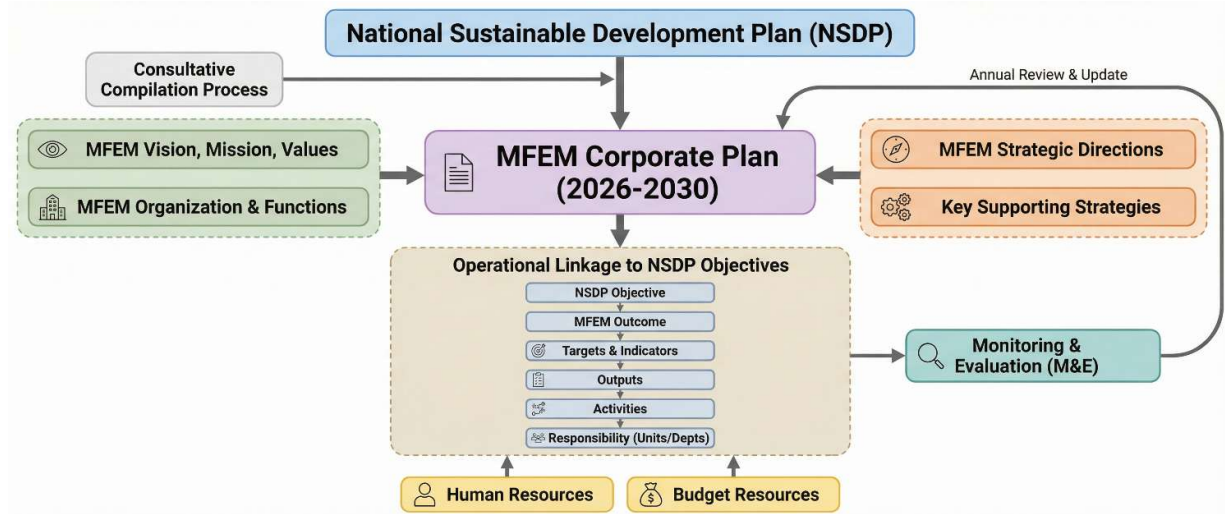 National Sustainable Development Plan (NSDP)
Consultative
Compilation Process
Annual Review & Update
MFEM Vision, Mission, Values
MFEM Organization & Functions
MFEM Corporate Plan
(2026-2030)
MFEM Strategic Directions
Key Supporting Strategies
Operational Linkage to NSDP Objectives
NSDP Objective
MFEM Outcome
Targets & Indicators
Outputs
Activities
Responsibility (Units/Depts)
Monitoring &
Evaluation (M&E)
Human Resources
$
Budget Resources